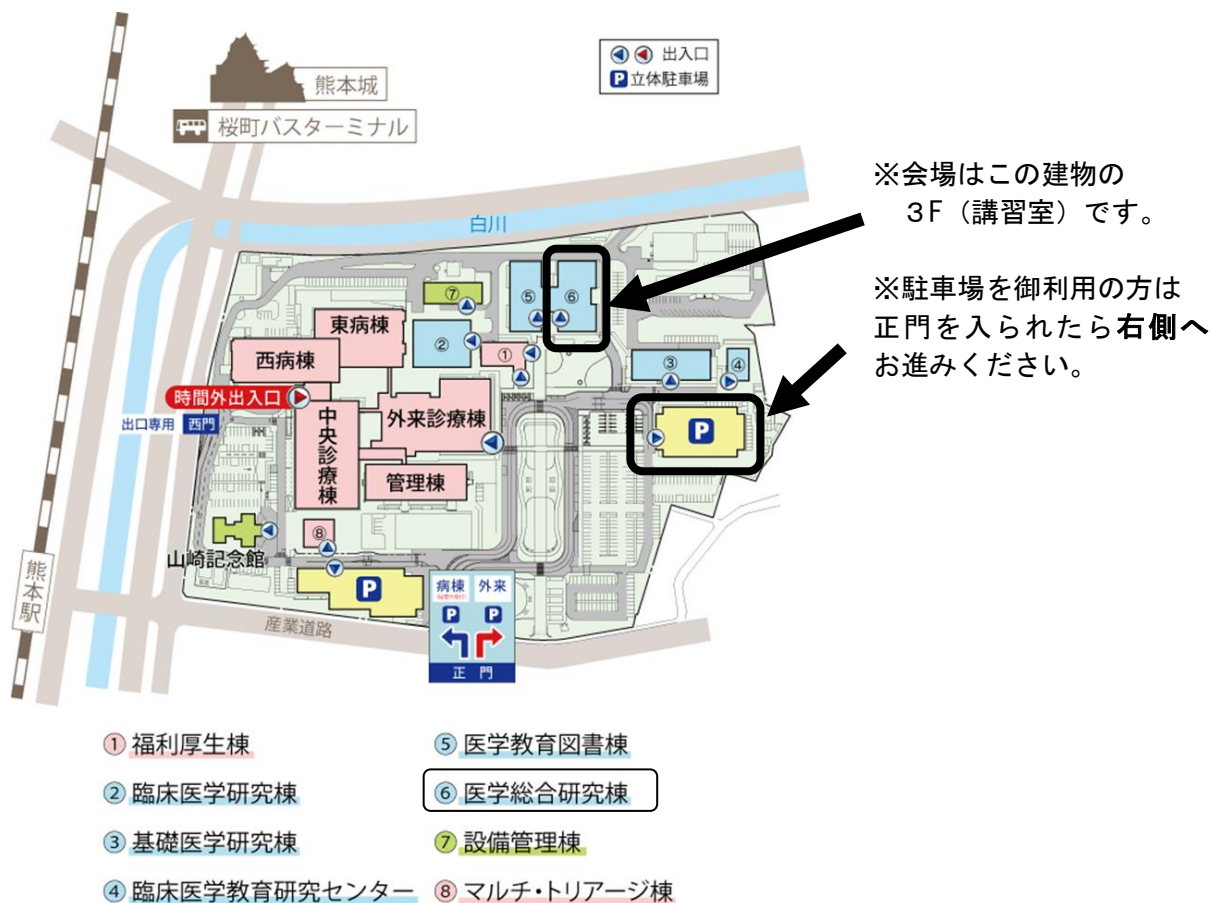 出入口
P 立体駐車場
熊本城
桜町バスターミナル
※会場はこの建物の
３F（講習室）です。
白川
※駐車場を御利用の方は
正門を入られたら右側へ
お進みください。
⑦
⑤
⑥
東病棟
②
①
西病棟
③
④
時間外出入口
外来診療棟
出口専用 西門
中央診療棟
P
管理棟
⑧
山崎記念館
熊本駅
P
病棟 外来
P P
正門
産業道路
① 福利厚生棟
② 臨床医学研究棟
③ 基礎医学研究棟
④ 臨床医学教育研究センター
⑤ 医学教育図書棟
⑥ 医学総合研究棟
⑦ 設備管理棟
⑧ マルチ・トリアージ棟